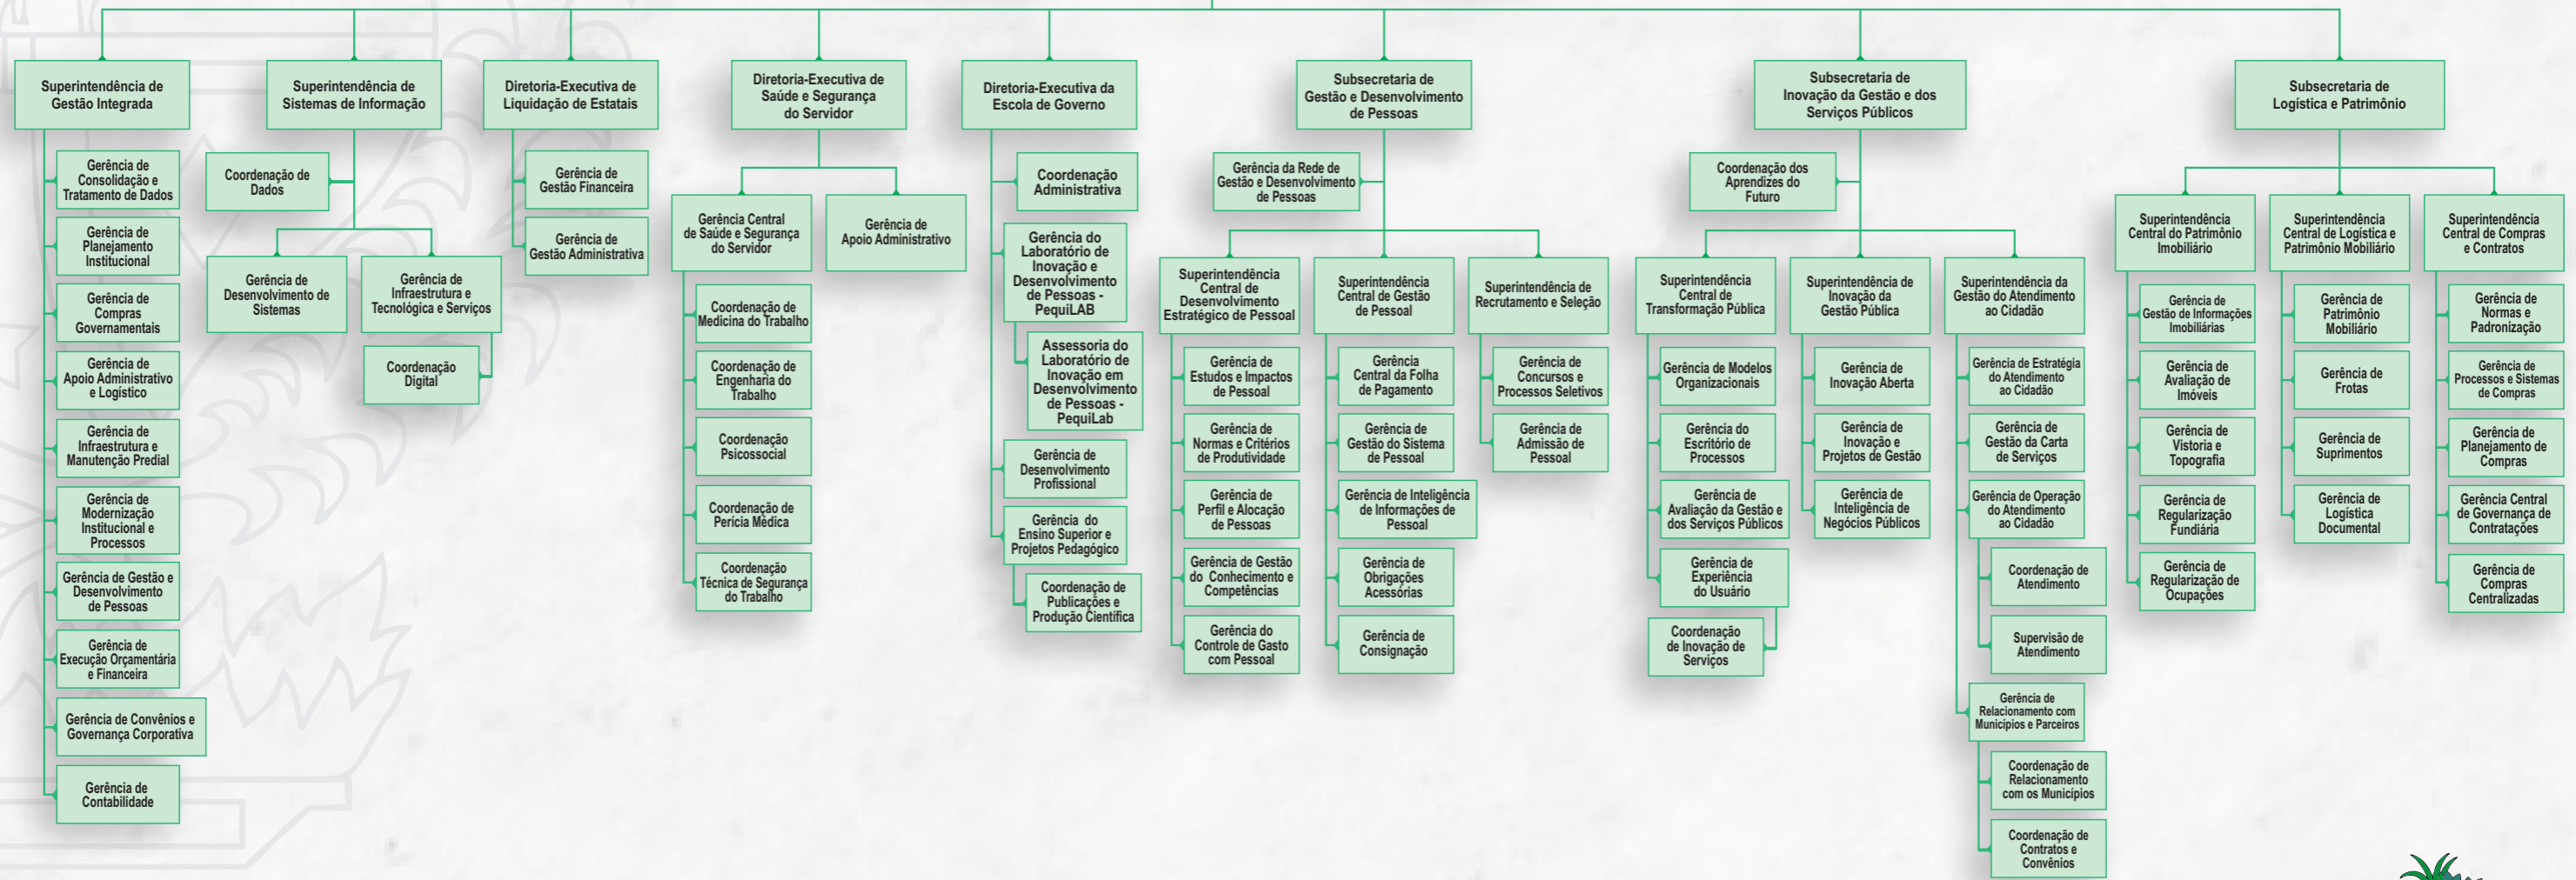 Superintendência de
Gestão Integrada
Gerência de
Consolidação e
Tratamento de Dados
Gerência de
Planejamento
Institucional
Gerência de
Compras
Governamentais
Gerência de
Apoio Administrativo
e Logístico
Gerência de
Infraestrutura e
Manutenção Predial
Gerência de
Modernização
Institucional e
Processos
Gerência de Gestão e
Desenvolvimento
de Pessoas
Gerência de
Execução Orçamentária
e Financeira
Gerência de Convênios e
Governança Corporativa
Gerência de
Contabilidade
Superintendência de
Sistemas de Informação
Coordenação de
Dados
Gerência de
Desenvolvimento de
Sistemas
Gerência de
Infraestrutura e
Tecnológica e Serviços
Coordenação
Digital
Diretoria-Executiva de
Liquidação de Estatais
Gerência de
Gestão Financeira
Gerência de
Gestão Administrativa
Diretoria-Executiva de
Saúde e Segurança
do Servidor
Gerência Central
de Saúde e Segurança
do Servidor
Coordenação de
Medicina do Trabalho
Coordenação de
Engenharia do
Trabalho
Coordenação
Psicossocial
Coordenação de
Perícia Médica
Coordenação
Técnica de Segurança
do Trabalho
Gerência de
Apoio Administrativo
Diretoria-Executiva da
Escola de Governo
Coordenação
Administrativa
Gerência do
Laboratório de
Inovação e
Desenvolvimento
de Pessoas -
PequiLAB
Assessoria do
Laboratório de
Inovação em
Desenvolvimento
de Pessoas -
PequiLab
Gerência de
Desenvolvimento
Profissional
Gerência do
Ensino Superior e
Projetos Pedagógico
Coordenação de
Publicações e
Produção Científica
Subsecretaria de
Gestão e Desenvolvimento
de Pessoas
Gerência da Rede de
Gestão e Desenvolvimento
de Pessoas
Superintendência
Central de
Desenvolvimento
Estratégico de Pessoal
Gerência de
Estudos e Impactos
de Pessoal
Gerência de
Normas e Critérios
de Produtividade
Gerência de
Perfil e Alocação
de Pessoas
Gerência de Gestão
do Conhecimento e
Competências
Gerência do
Controle de Gasto
com Pessoal
Superintendência
Central de Gestão
de Pessoal
Gerência
Central da Folha
de Pagamento
Gerência de
Gestão do Sistema
de Pessoal
Gerência de Inteligência
de Informações de
Pessoal
Gerência de
Obrigações
Acessórias
Gerência de
Consignação
Superintendência de
Recrutamento e Seleção
Gerência de
Concursos e
Processos Seletivos
Gerência de
Admissão de
Pessoal
Subsecretaria de
Inovação da Gestão e dos
Serviços Públicos
Coordenação dos
Aprendizes do
Futuro
Superintendência
Central de
Transformação Pública
Gerência de Modelos
Organizacionais
Gerência do
Escritório de
Processos
Gerência de
Avaliação da Gestão e
dos Serviços Públicos
Gerência de
Experiência
do Usuário
Coordenação
de Inovação de
Serviços
Superintendência de
Inovação da
Gestão Pública
Gerência de
Inovação Aberta
Gerência de
Inovação e
Projetos de Gestão
Gerência de
Inteligência de
Negócios Públicos
Superintendência da
Gestão do Atendimento
ao Cidadão
Gerência de Estratégia
do Atendimento
ao Cidadão
Gerência de
Gestão da Carta
de Serviços
Gerência de Operação
do Atendimento
ao Cidadão
Coordenação de
Atendimento
Supervisão de
Atendimento
Gerência de
Relacionamento com
Municípios e Parceiros
Coordenação de
Relacionamento
com os Municípios
Coordenação de
Contratos e
Convênios
Subsecretaria de
Logística e Patrimônio
Superintendência
Central do Patrimônio
Imobiliário
Gerência de
Gestão de Informações
Imobiliárias
Gerência de
Avaliação de
Imóveis
Gerência de
Vistoria e
Topografia
Gerência de
Regularização
Fundiária
Gerência de
Regularização de
Ocupações
Superintendência
Central de Logística e
Patrimônio Mobiliário
Gerência de
Patrimônio
Mobiliário
Gerência de
Frotas
Gerência de
Suprimentos
Gerência de
Logística
Documental
Superintendência
Central de Compras
e Contratos
Gerência de
Normas e
Padronização
Gerência de
Processos e Sistemas
de Compras
Gerência de
Planejamento de
Compras
Gerência Central
de Governança de
Contratações
Gerência de
Compras
Centralizadas